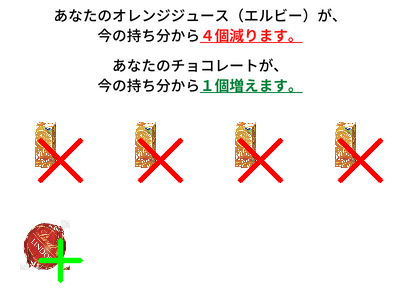 あなたのオレンジジュース（エルビー）が、
今の持ち分から４個減ります。
あなたのチョコレートが、
今の持ち分から１個増えます。
LINDT